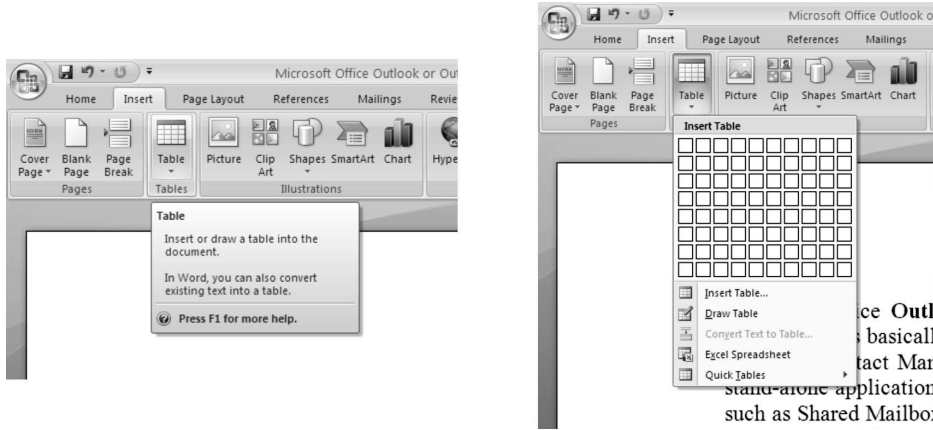 Microsoft Office Outlook or Out
Home Insert Page Layout References Mailings Revie
Cover Page Blank Page Page Break Table Picture Clip Art Shapes SmartArt Chart Hype
Pages Tables Illustrations
Table
Insert or draw a table into the
document.
In Word, you can also convert
existing text into a table.
Press F1 for more help.
Microsoft Office Outlook o
Home Insert Page Layout References Mailings
Cover Page Blank Page Page Break Table Picture Clip Art Shapes SmartArt Chart
Pages
Insert Table
Insert Table...
Draw Table
Convert Text to Table...
Excel Spreadsheet
Quick Tables
ice Outl
s basicall
tact Mar
stand-alone application
such as Shared Mailbox